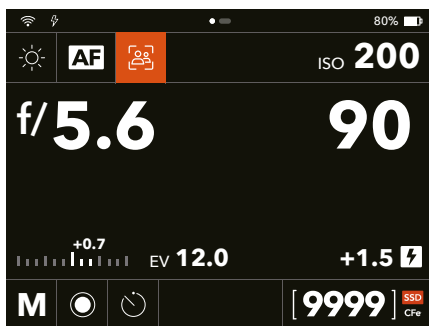 80%
AF ISO 200
f/5.6 90
+0.7
EV 12.0 +1.5
M [9999] SSD
CFe